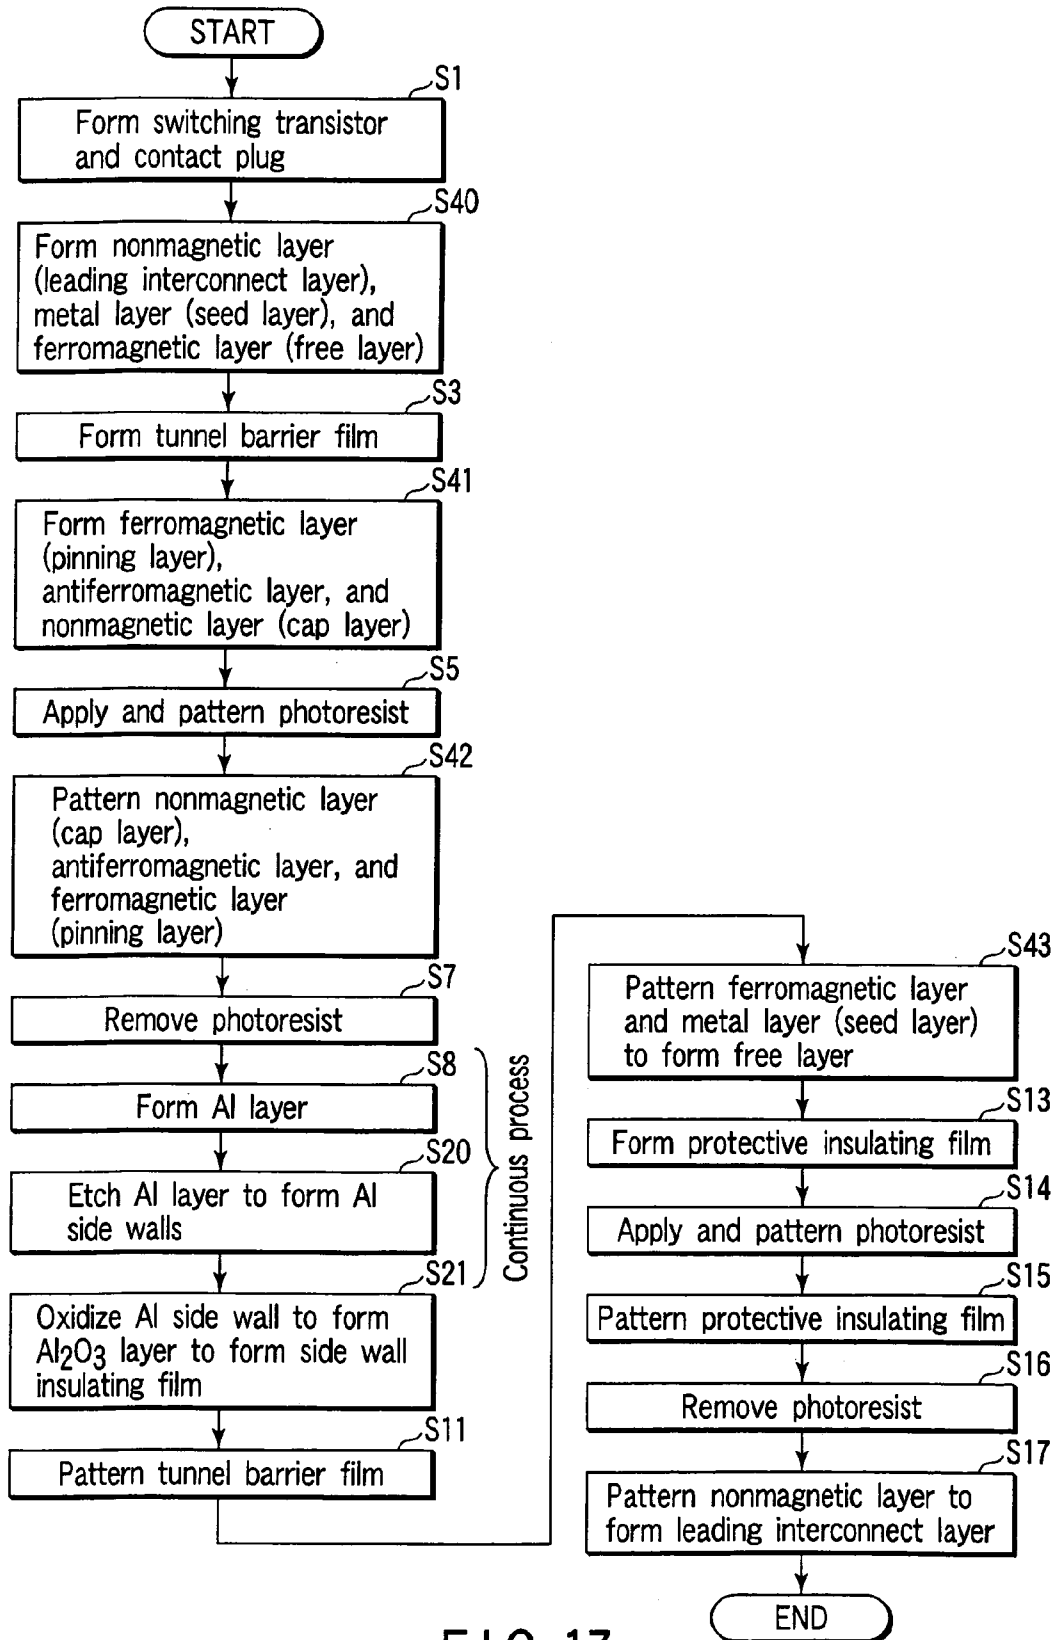 START
S1
Form switching transistor
and contact plug
S40
Form nonmagnetic layer
(leading interconnect layer),
metal layer (seed layer), and
ferromagnetic layer (free layer)
S3
Form tunnel barrier film
S41
Form ferromagnetic layer
(pinning layer),
antiferromagnetic layer, and
nonmagnetic layer (cap layer)
S5
Apply and pattern photoresist
S42
Pattern nonmagnetic layer
(cap layer),
antiferromagnetic layer, and
ferromagnetic layer
(pinning layer)
S7
Remove photoresist
S8
Form Al layer
S20
Etch Al layer to form Al
side walls
S21
Oxidize Al side wall to form
Al2O3 layer to form side wall
insulating film
Continuous process
S11
Pattern tunnel barrier film
S43
Pattern ferromagnetic layer
and metal layer (seed layer)
to form free layer
S13
Form protective insulating film
S14
Apply and pattern photoresist
S15
Pattern protective insulating film
S16
Remove photoresist
S17
Pattern nonmagnetic layer to
form leading interconnect layer
END